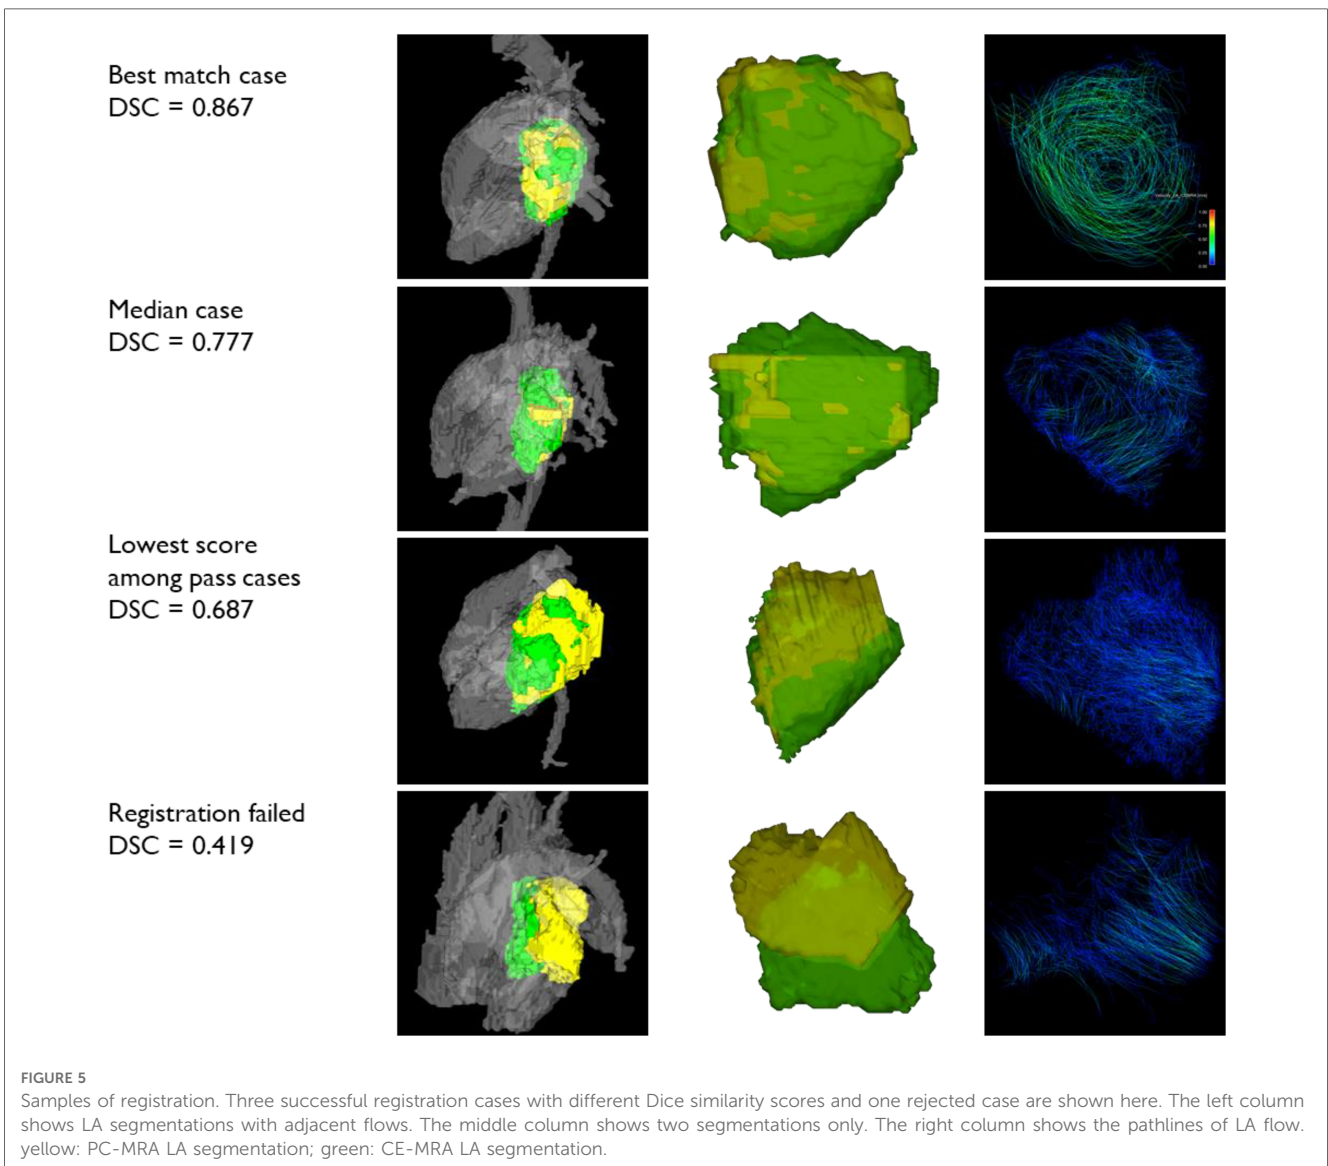 Best match case
DSC = 0.867
Median case
DSC = 0.777
Lowest score
among pass cases
DSC = 0.687
Registration failed
DSC = 0.419
FIGURE 5
Samples of registration. Three successful registration cases with different Dice similarity scores and one rejected case are shown here. The left column
shows LA segmentations with adjacent flows. The middle column shows two segmentations only. The right column shows the pathlines of LA flow.
yellow: PC-MRA LA segmentation; green: CE-MRA LA segmentation.